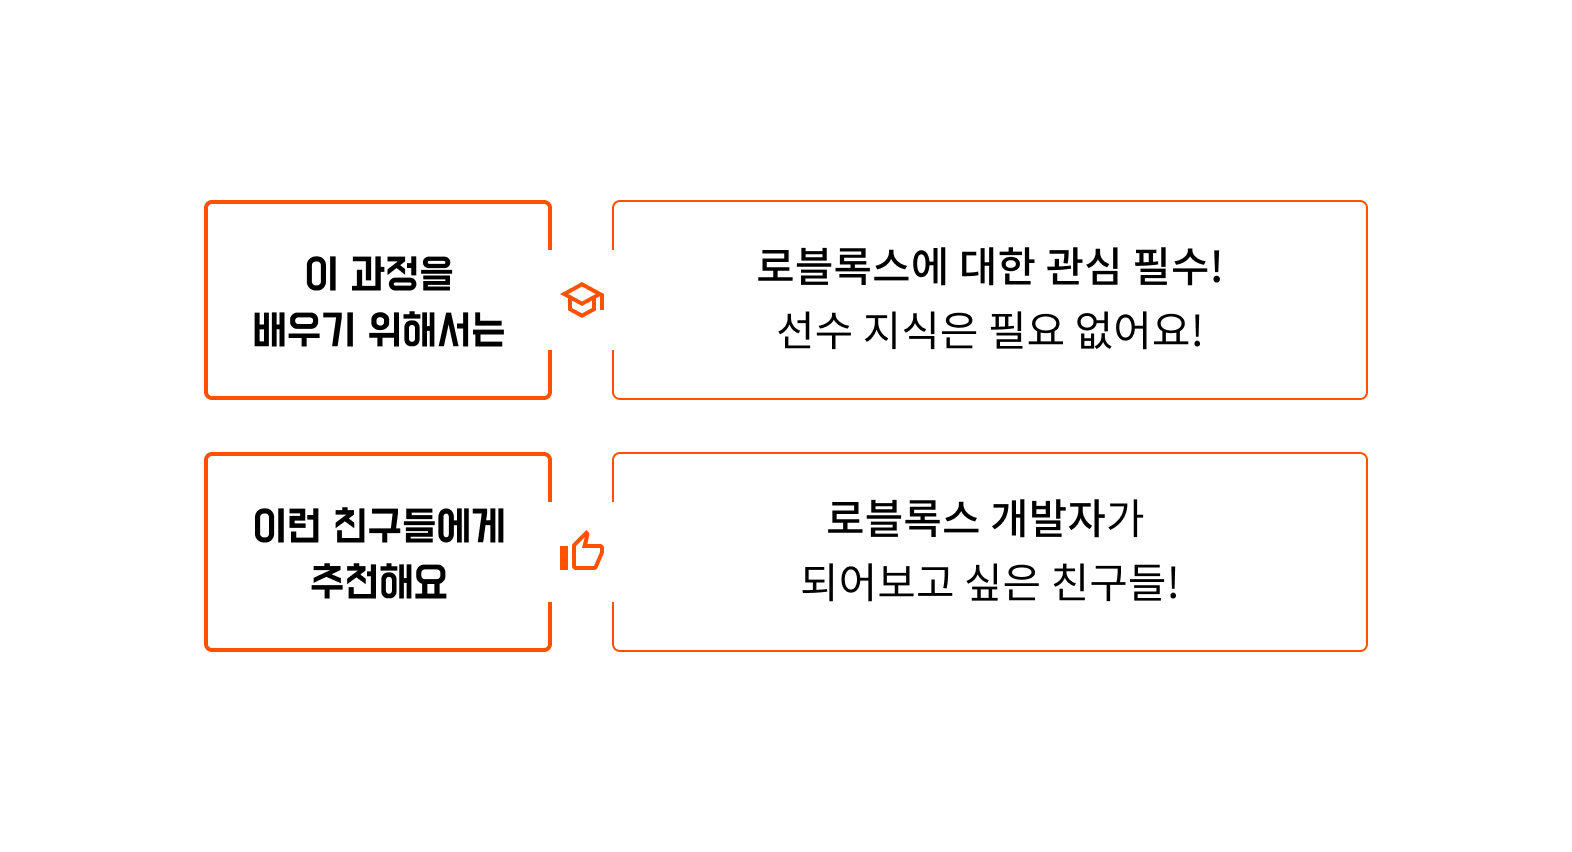 이 과정을
배우기 위해서는
로블록스에 대한 관심 필수!
선수 지식은 필요 없어요!
이런 친구들에게
추천해요
로블록스 개발자가
되어보고 싶은 친구들!